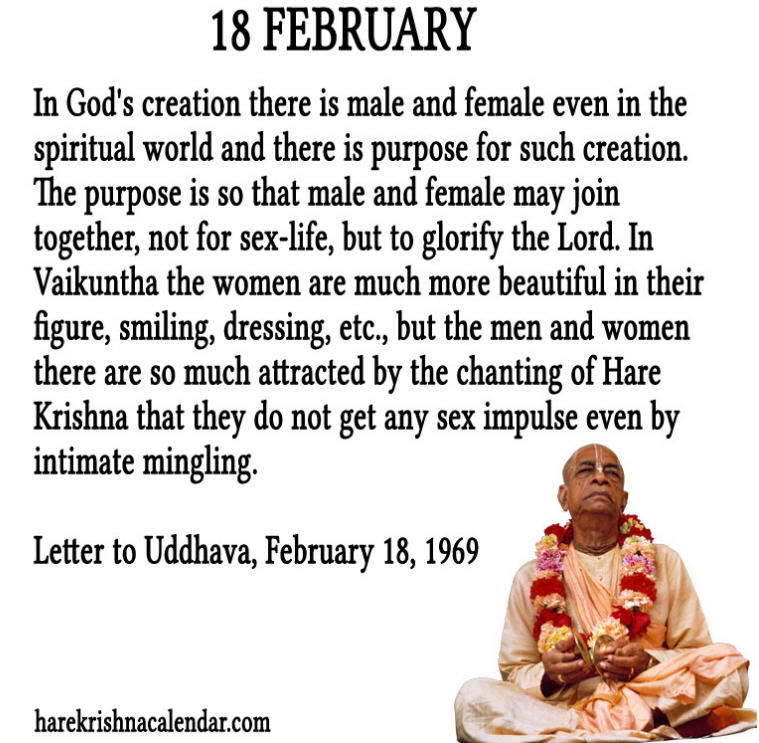 18 FEBRUARY
In God's creation there is male and female even in the
spiritual world and there is purpose for such creation.
The purpose is so that male and female may join
together, not for sex-life, but to glorify the Lord. In
Vaikuntha the women are much more beautiful in their
figure, smiling, dressing, etc., but the men and women
there are so much attracted by the chanting of Hare
Krishna that they do not get any sex impulse even by
intimate mingling.
Letter to Uddhava, February 18, 1969
harekrishnacalendar.com